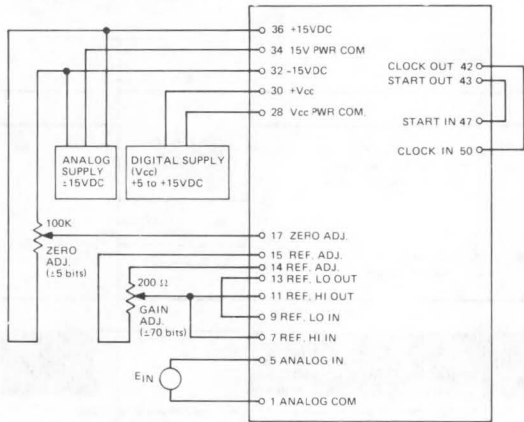 36 +15VDC
34 15V PWR COM
32 -15VDC
30 +Vcc
28 Vcc PWR COM.
CLOCK OUT 42
START OUT 43
START IN 47
CLOCK IN 50
ANALOG
SUPPLY
±15VDC
DIGITAL SUPPLY
(Vcc)
+5 to +15VDC
100K
ZERO
ADJ.
(±5 bits)
17 ZERO ADJ.
15 REF. ADJ.
14 REF. ADJ.
13 REF. LO OUT
11 REF. HI OUT
9 REF. LO IN
7 REF. HI IN
5 ANALOG IN
1 ANALOG COM
200 Ω
GAIN
ADJ.
(±70 bits)
EIN